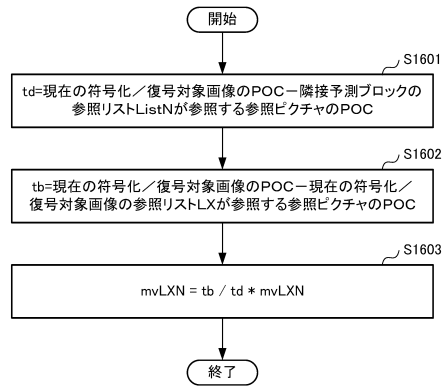 開始
S1601
td=現在の符号化／復号対象画像のPOC－隣接予測ブロックの
参照リストListNが参照する参照ピクチャのPOC
S1602
tb=現在の符号化／復号対象画像のPOC－現在の符号化／
復号対象画像の参照リストLXが参照する参照ピクチャのPOC
S1603
mvLXN = tb / td * mvLXN
終了